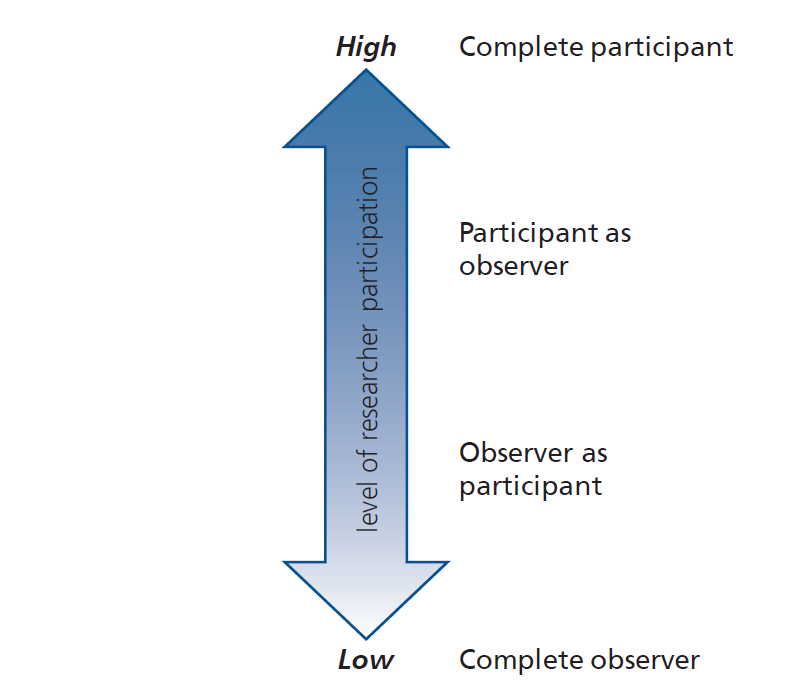 High
Complete participant
level of researcher participation
Participant as
observer
Observer as
participant
Low
Complete observer